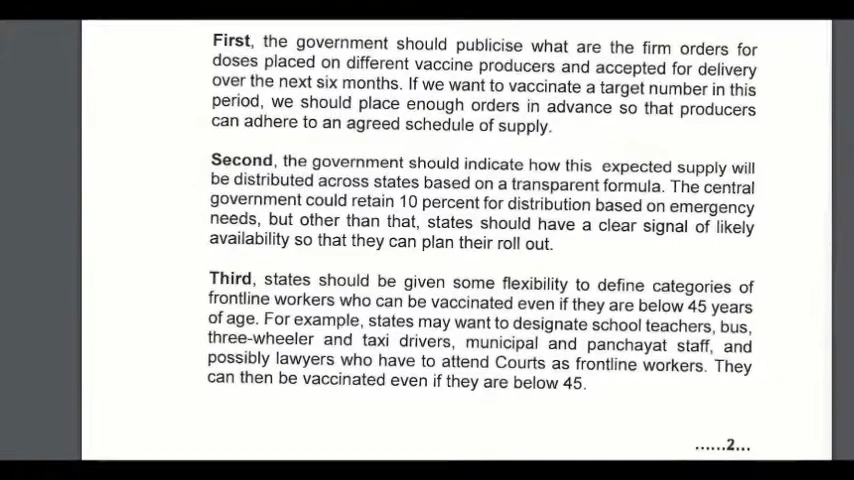 First, the government should publicise what are the firm orders for
doses placed on different vaccine producers and accepted for delivery
over the next six months. If we want to vaccinate a target number in this
period, we should place enough orders in advance so that producers
can adhere to an agreed schedule of supply.
Second, the government should indicate how this expected supply will
be distributed across states based on a transparent formula. The central
government could retain 10 percent for distribution based on emergency
needs, but other than that, states should have a clear signal of likely
availability so that they can plan their roll out.
Third, states should be given some flexibility to define categories of
frontline workers who can be vaccinated even if they are below 45 years
of age. For example, states may want to designate school teachers, bus,
three-wheeler and taxi drivers, municipal and panchayat staff, and
possibly lawyers who have to attend Courts as frontline workers. They
can then be vaccinated even if they are below 45.
......2...